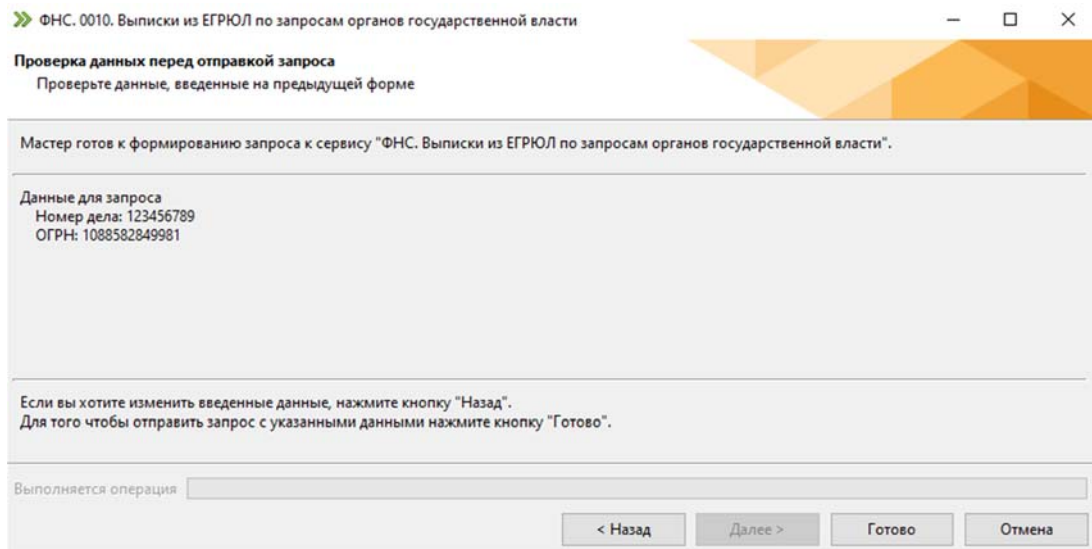 ФНС. 0010. Выписки из ЕГРЮЛ по запросам органов государственной власти
Проверка данных перед отправкой запроса
Проверьте данные, введенные на предыдущей форме
Мастер готов к формированию запроса к сервису "ФНС. Выписки из ЕГРЮЛ по запросам органов государственной власти".
Данные для запроса
Номер дела: 123456789
ОГРН: 1088582849981
Если вы хотите изменить введенные данные, нажмите кнопку "Назад".
Для того чтобы отправить запрос с указанными данными нажмите кнопку "Готово".
Выполняется операция
< Назад Далее > Готово Отмена